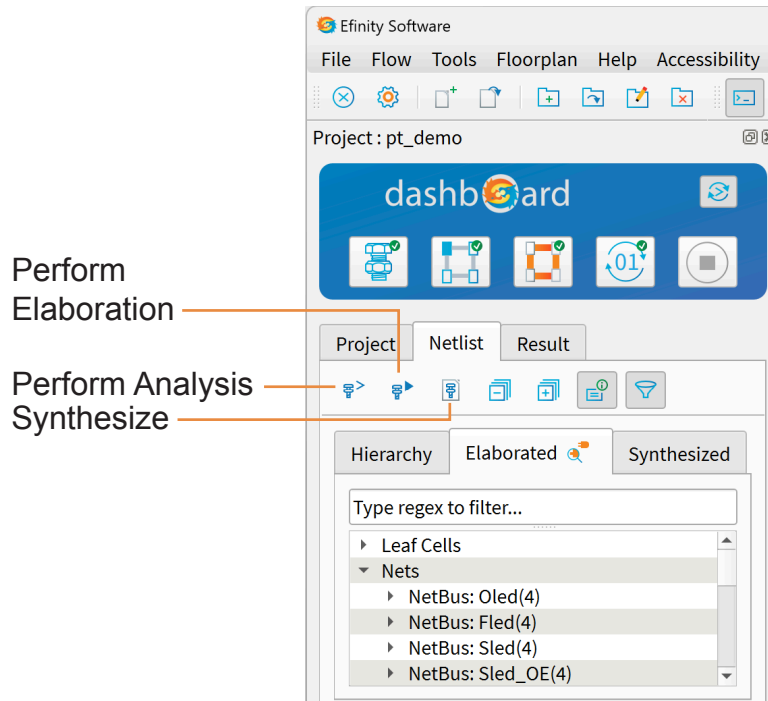 Efinity Software
File Flow Tools Floorplan Help Accessibility
Project : pt_demo
dashboard
01
Perform
Elaboration
Project Netlist Result
Perform Analysis
Synthesize
Hierarchy Elaborated Synthesized
Type regex to filter...
Leaf Cells
Nets
NetBus: Oled(4)
NetBus: Fled(4)
NetBus: Sled(4)
NetBus: Sled_OE(4)